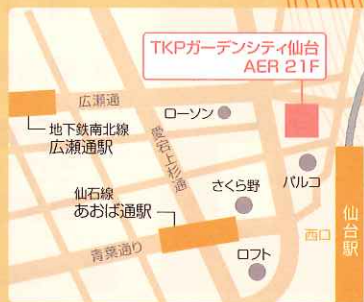 TKPガーデンシティ仙台
AER 21F
広瀬通
ローソン
地下鉄南北線
広瀬通駅
愛宕上杉通
仙石線
あおば通駅
さくら野
パルコ
青葉通り
ロフト
西口
仙台駅